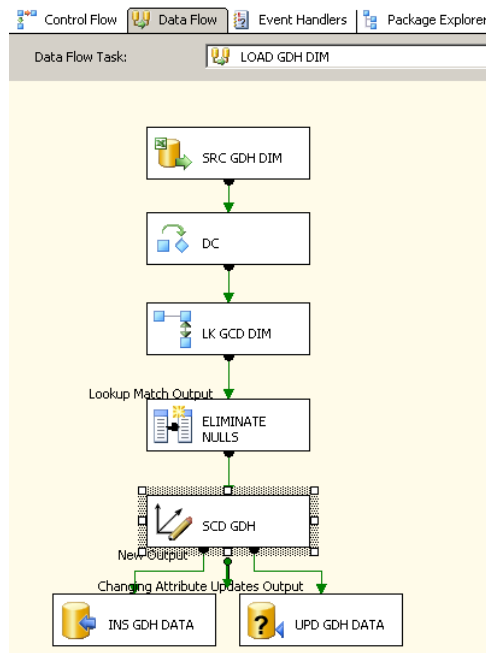 Control Flow Data Flow Event Handlers Package Explorer
Data Flow Task: LOAD GDH DIM
SRC GDH DIM
DC
LK GCD DIM
Lookup Match Output
ELIMINATE
NULLS
SCD GDH
New Output
Changing Attribute Updates Output
INS GDH DATA UPD GDH DATA